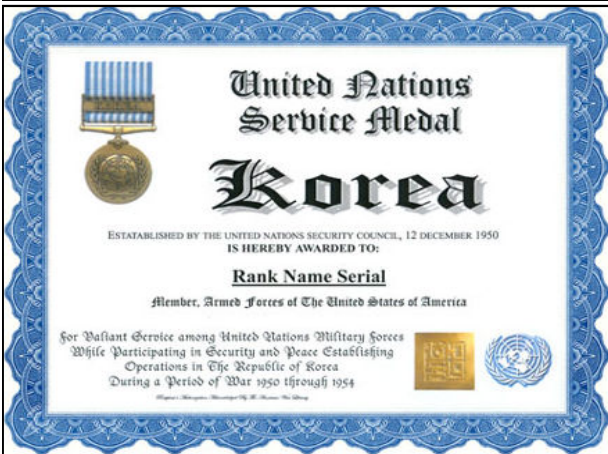 United Nations
Service Medal
Korea
ESTATABLISHED BY THE UNITED NATIONS SECURITY COUNCIL, 12 DECEMBER 1950
IS HEREBY AWARDED TO:
Rank Name Serial
Member, Armed Forces of The United States of America
For Valiant Service among United Nations Military Forces
While Participating in Security and Peace Establishing
Operations in The Republic of Korea
During a Period of War 1950 through 1954